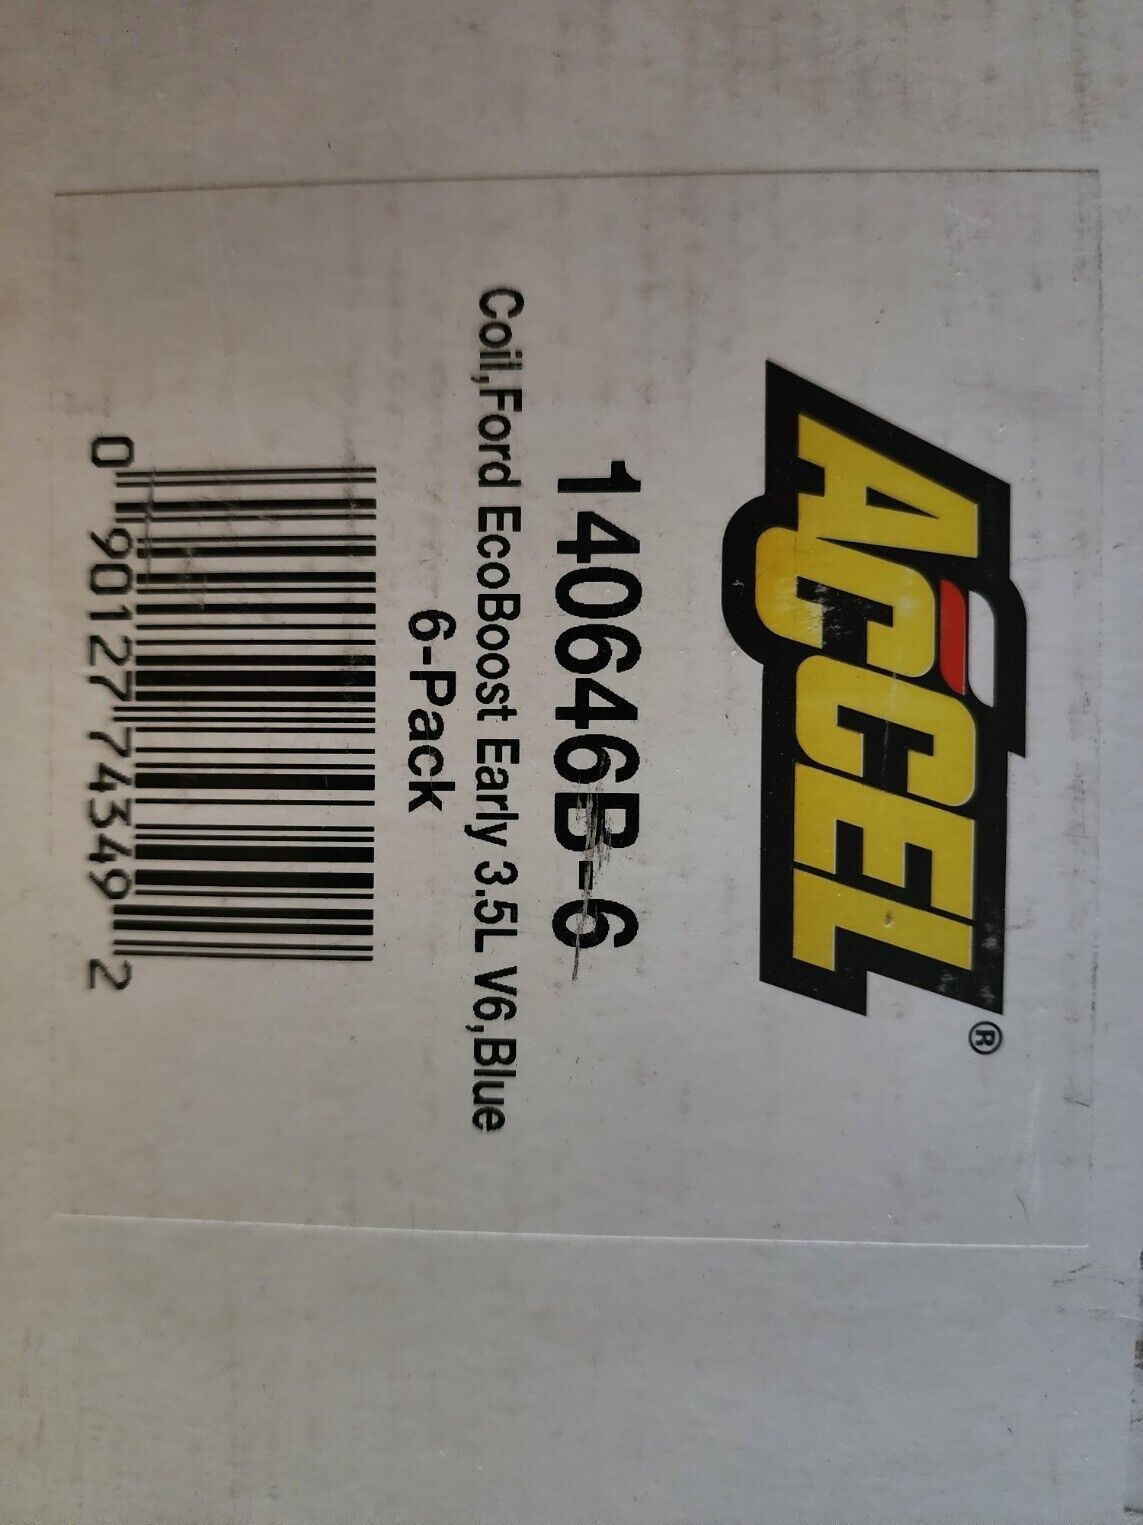 ACCEL®
140646B-6
Coil,Ford EcoBoost Early 3.5L V6,Blue
6-Pack
0 90127 74349 2